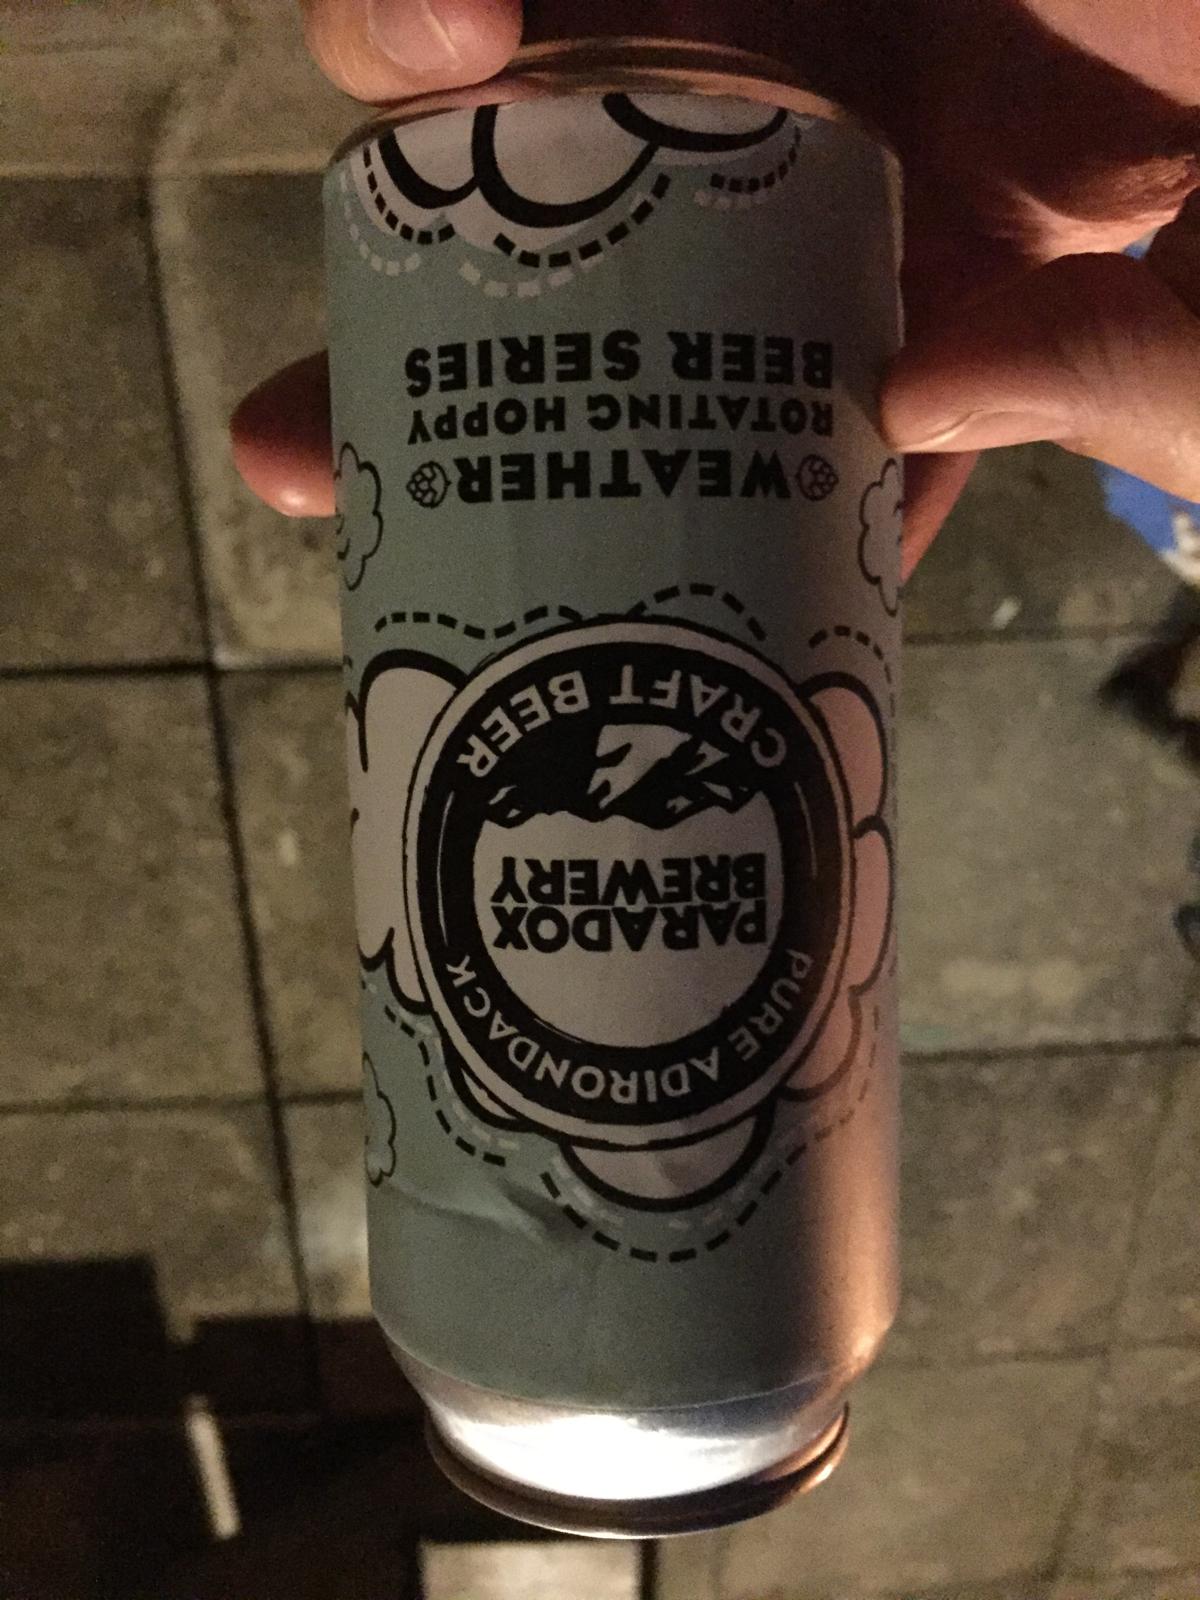 PURE ADIRONDACK
PARADOX
BREWERY
CRAFT BEER
WEATHER
ROTATING HOPPY
BEER SERIES